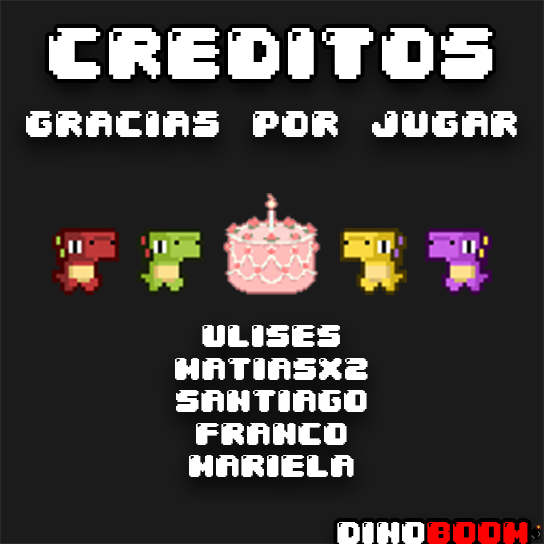 CREDITOS
GRACIAS POR JUGAR
ULISES
MATIASX2
SANTIAGO
FRANCO
MARIELA
DINOBOOM